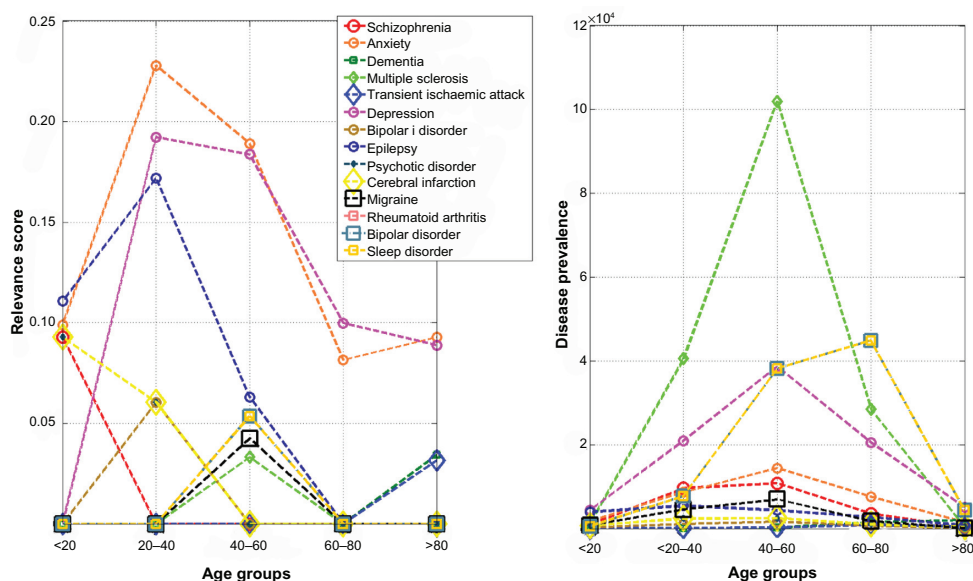 0.25
0.20
0.15
0.10
0.05
Relevance score
<20
20–40
40–60
60–80
>80
Age groups
Schizophrenia
Anxiety
Dementia
Multiple sclerosis
Transient ischaemic attack
Depression
Bipolar i disorder
Epilepsy
Psychotic disorder
Cerebral infarction
Migraine
Rheumatoid arthritis
Bipolar disorder
Sleep disorder
12×10⁴
10
8
6
4
2
Disease prevalence
<20
<20–40
40–60
60–80
>80
Age groups